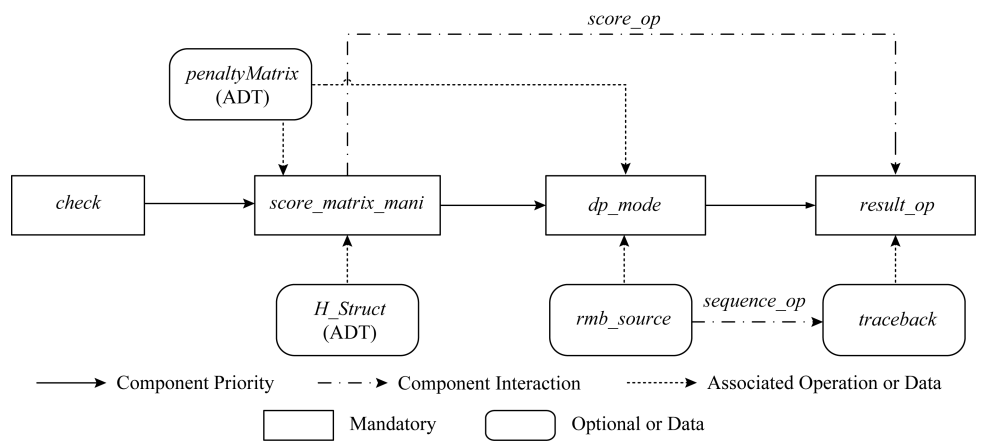 score_op
penaltyMatrix
(ADT)
check
score_matrix_mani
dp_mode
result_op
H_Struct
(ADT)
rmb_source
sequence_op
traceback
Component Priority
Component Interaction
Associated Operation or Data
Mandatory
Optional or Data